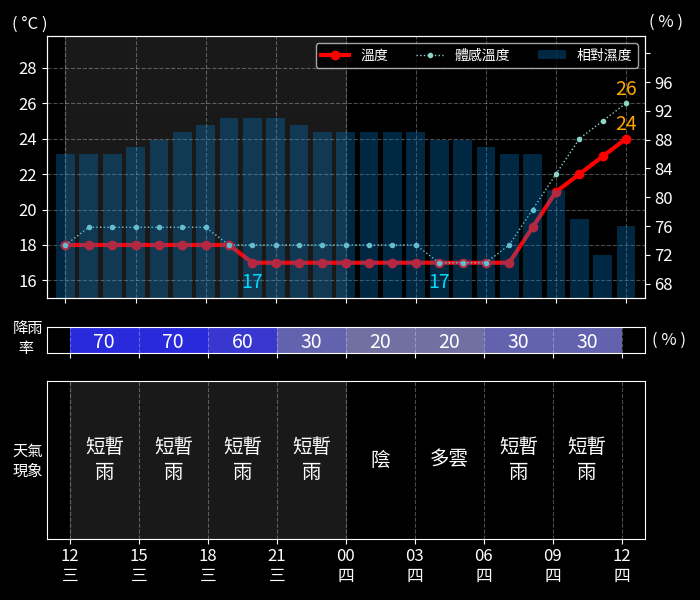 ( °C )
( % )
溫度 體感溫度 相對濕度
28
26
24
22
20
18
16
96
92
88
84
80
76
72
68
26
24
17 17
降雨率
70 70 60 30 20 20 30 30
( % )
天氣現象
短暫雨 短暫雨 短暫雨 短暫雨 陰 多雲 短暫雨 短暫雨
12 15 18 21 00 03 06 09 12
三 三 三 三 四 四 四 四 四